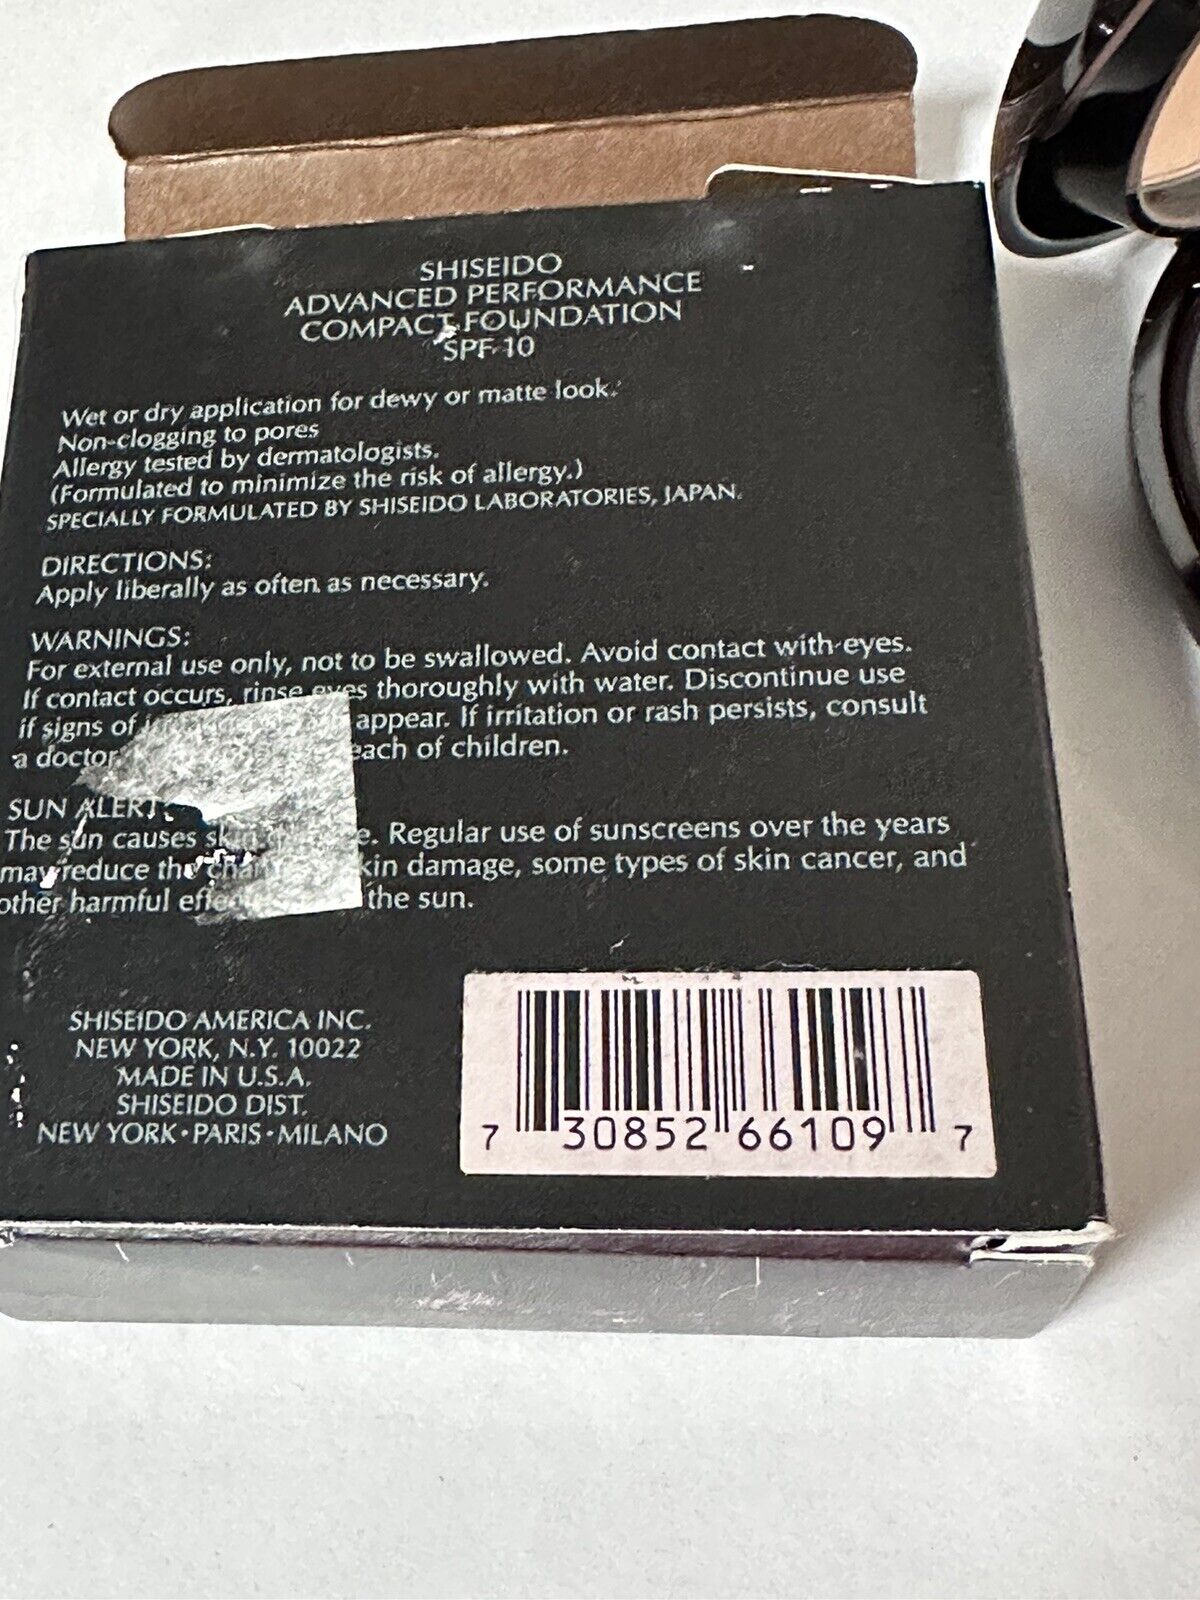 SHISEIDO
ADVANCED PERFORMANCE
COMPACT FOUNDATION
SPF 10
Wet or dry application for dewy or matte look.
Non-clogging to pores
Allergy tested by dermatologists.
(Formulated to minimize the risk of allergy.)
SPECIALLY FORMULATED BY SHISEIDO LABORATORIES, JAPAN.
DIRECTIONS:
Apply liberally as often as necessary.
WARNINGS:
For external use only, not to be swallowed. Avoid contact with eyes.
If contact occurs, rinse eyes thoroughly with water. Discontinue use
if signs of appear. If irritation or rash persists, consult
a doctor. of children.
SUN ALERT:
The sun causes skin Regular use of sunscreens over the years
may reduce the skin damage, some types of skin cancer, and
other harmful the sun.
SHISEIDO AMERICA INC.
NEW YORK, N.Y. 10022
MADE IN U.S.A.
SHISEIDO DIST.
NEW YORK•PARIS•MILANO
7 30852 66109 7